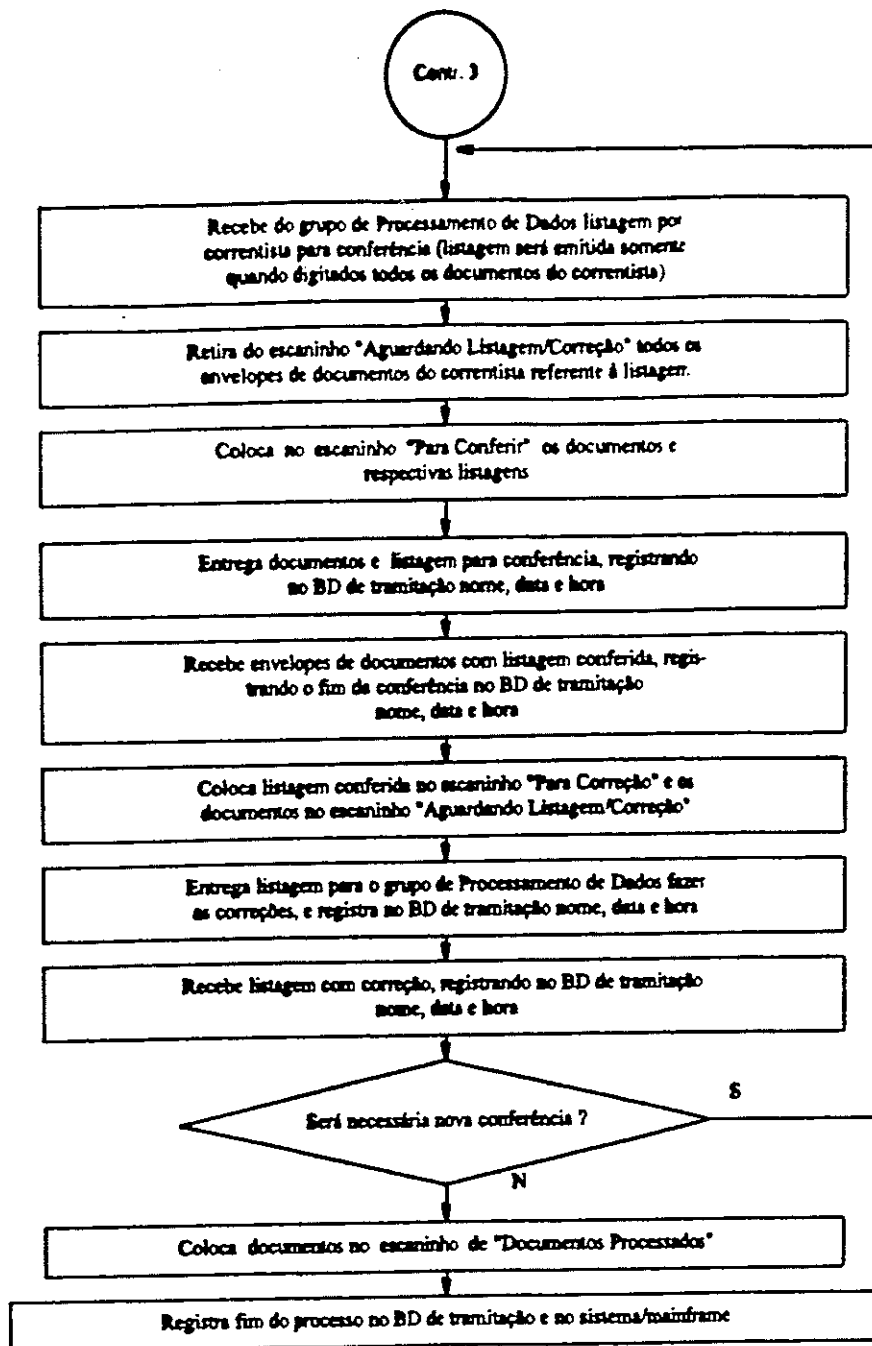 Contr. 3
Recebe do grupo de Processamento de Dados listagem por
correntista para conferência (listagem será emitida somente
quando digitados todos os documentos do correntista)
Retira do escaninho "Aguardando Listagem/Correção" todos os
envelopes de documentos do correntista referente à listagem.
Coloca no escaninho "Para Conferir" os documentos e
respectivas listagens
Entrega documentos e listagem para conferência, registrando
no BD de tramitação nome, data e hora
Recebe envelopes de documentos com listagem conferida, regis-
trando o fim da conferência no BD de tramitação
nome, data e hora
Coloca listagem conferida no escaninho "Para Correção" e os
documentos no escaninho "Aguardando Listagem/Correção"
Entrega listagem para o grupo de Processamento de Dados fazer
as correções, e registra no BD de tramitação nome, data e hora
Recebe listagem com correção, registrando no BD de tramitação
nome, data e hora
S
Será necessária nova conferência ?
N
Coloca documentos no escaninho de "Documentos Processados"
Registra fim do processo no BD de tramitação e no sistema/mainframe